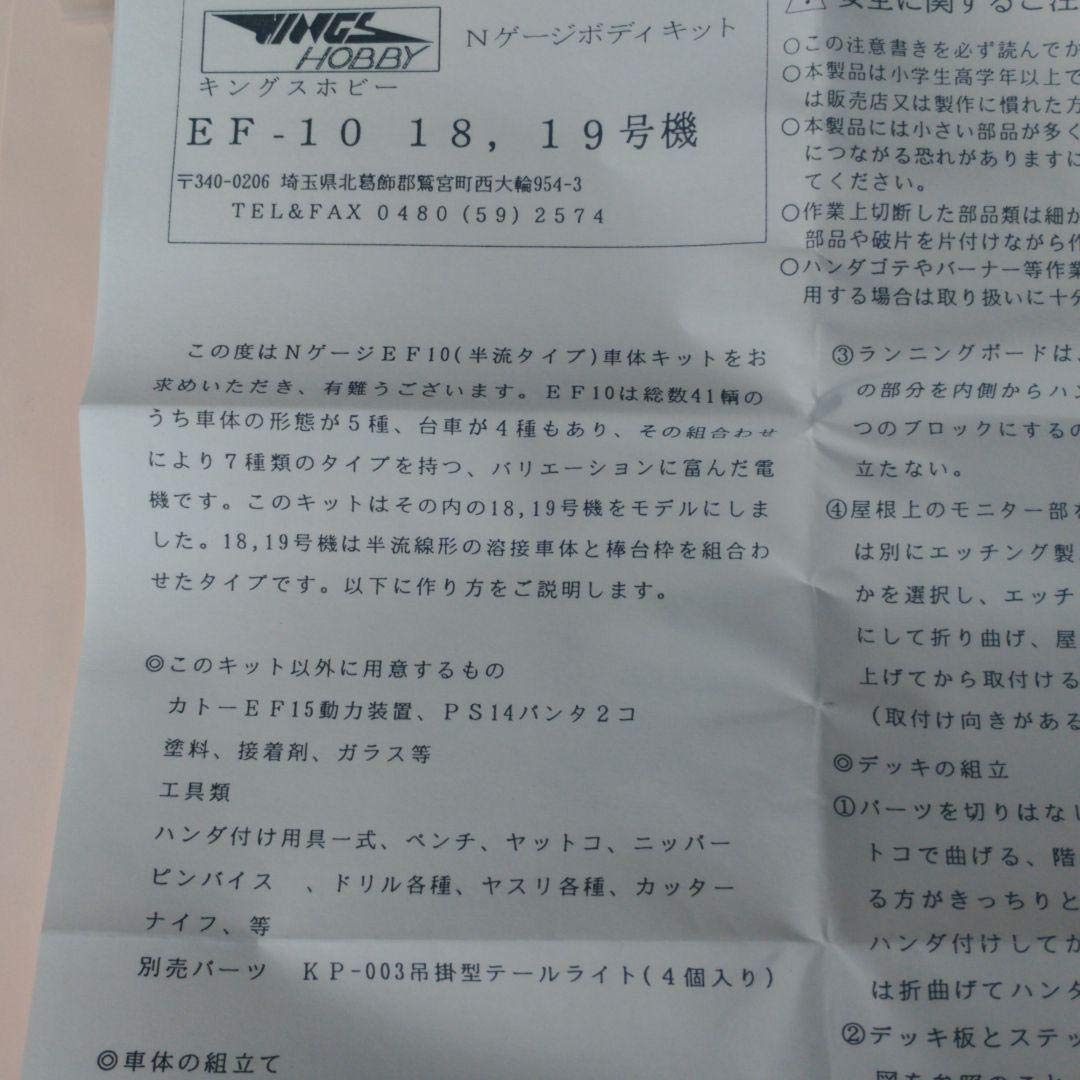 KINGS
HOBBY
Nゲージボディキット
キングスホビー
EF-10 18, 19号機
〒340-0206 埼玉県北葛飾郡鷲宮町西大輪954-3
TEL&FAX 0480 (59) 2574
この度はNゲージEF10(半流タイプ)車体キットをお
求めいただき、有難うございます。EF10は総数41輌の
うち車体の形態が5種、台車が4種もあり、その組合わせ
により7種類のタイプを持つ、バリエーションに富んだ電
機です。このキットはその内の18,19号機をモデルにしま
した。18,19号機は半流線形の溶接車体と棒台枠を組合わ
せたタイプです。以下に作り方をご説明します。
◎このキット以外に用意するもの
カトーEF15動力装置、PS14パンタ2コ
塗料、接着剤、ガラス等
工具類
ハンダ付け用具一式、ペンチ、ヤットコ、ニッパー
ピンバイス 、ドリル各種、ヤスリ各種、カッター
ナイフ、等
別売パーツ KP-003吊掛型テールライト(4個入り)
◎車体の組立て
安全に関するご注
○この注意書きを必ず読んでか
○本製品は小学生高学年以上で
は販売店又は製作に慣れた方
○本製品には小さい部品が多く
につながる恐れがありますに
てください。
○作業上切断した部品類は細か
部品や破片を片付けながら作
○ハンダゴテやバーナー等作業
用する場合は取り扱いに十分
③ランニングボードは、
の部分を内側からハン
つのブロックにするの
立たない。
④屋根上のモニター部を
は別にエッチング製
かを選択し、エッチ
にして折り曲げ、屋
上げてから取付ける
(取付け向きがある
◎デッキの組立
①パーツを切りはなし
トコで曲げる、階
る方がきっちりと
ハンダ付けしてか
は折曲げてハンダ
②デッキ板とステッ
図を参照のこと